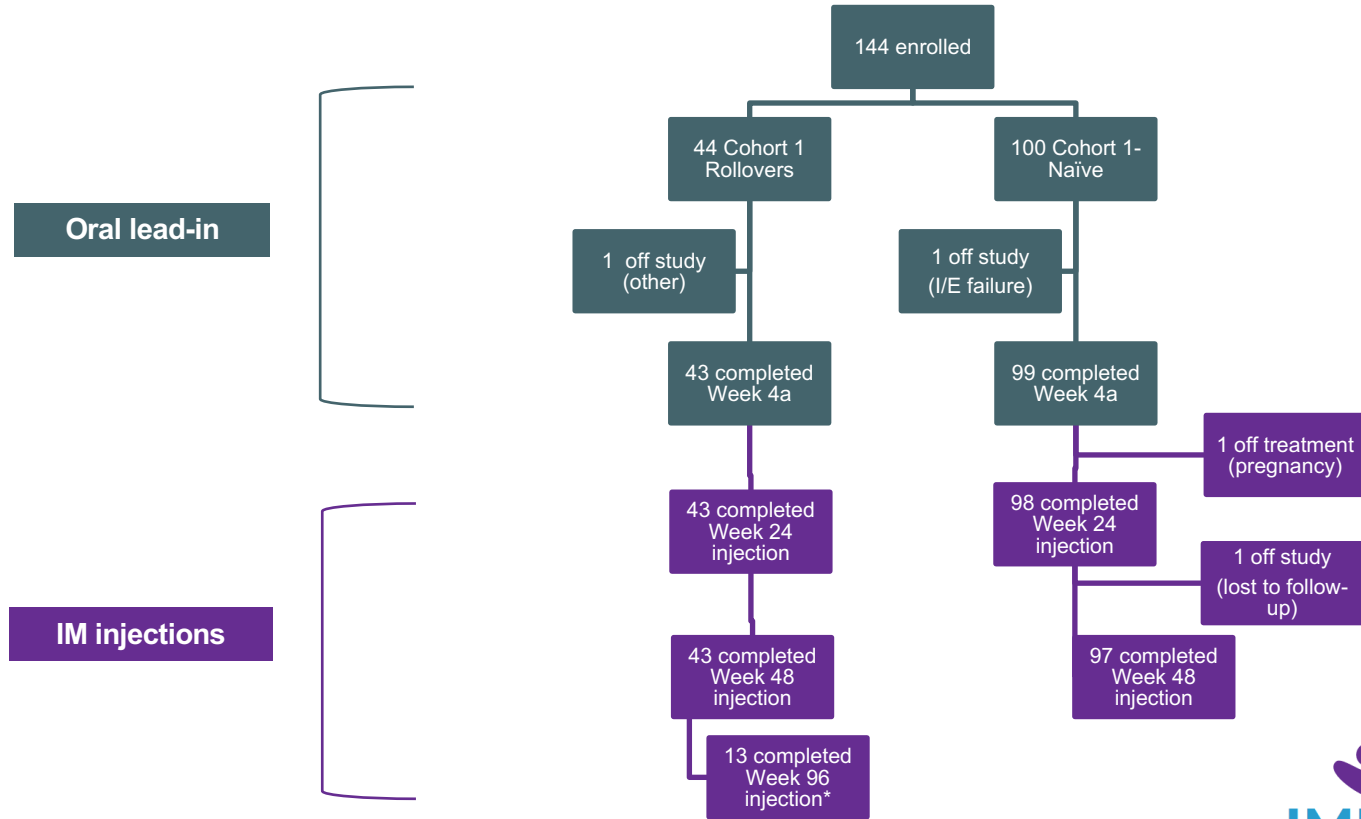 144 enrolled
44 Cohort 1
Rollovers
100 Cohort 1-
Naïve
Oral lead-in
1 off study
(other)
1 off study
(I/E failure)
43 completed
Week 4a
99 completed
Week 4a
1 off treatment
(pregnancy)
43 completed
Week 24
injection
98 completed
Week 24
injection
1 off study
(lost to follow-
up)
IM injections
43 completed
Week 48
injection
97 completed
Week 48
injection
13 completed
Week 96
injection*